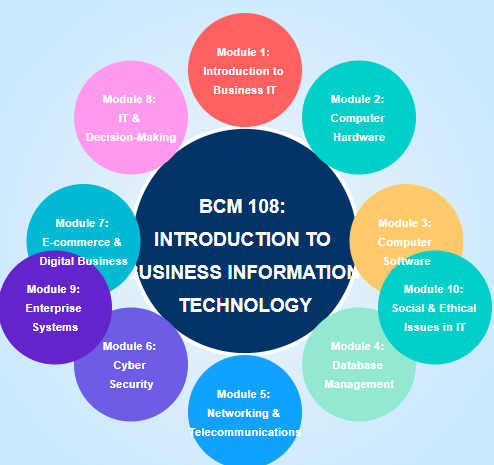 BCM 108:
INTRODUCTION TO
BUSINESS INFORMATION
TECHNOLOGY
Module 1:
Introduction to
Business IT
Module 2:
Computer
Hardware
Module 3:
Computer
Software
Module 10:
Social & Ethical
Issues in IT
Module 4:
Database
Management
Module 5:
Networking &
Telecommunications
Module 6:
Cyber
Security
Module 9:
Enterprise
Systems
Module 7:
E-commerce &
Digital Business
Module 8:
IT &
Decision-Making